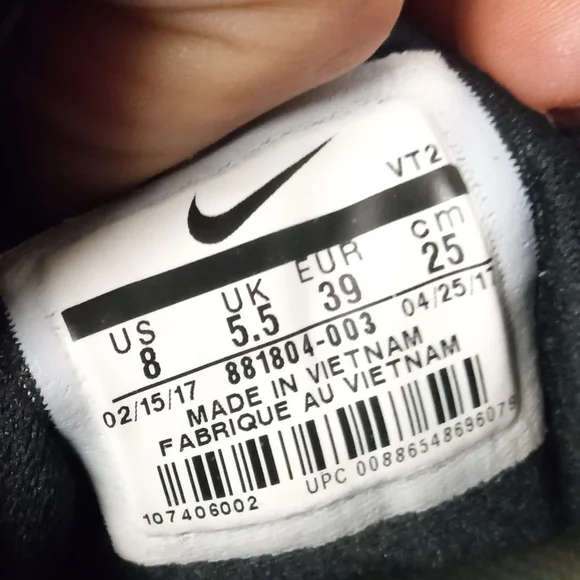 VT2
US UK EUR cm
8 5.5 39 25
02/15/17 881804-003 04/25/17
MADE IN VIETNAM
FABRIQUE AU VIETNAM
107406002 UPC 00886548696079